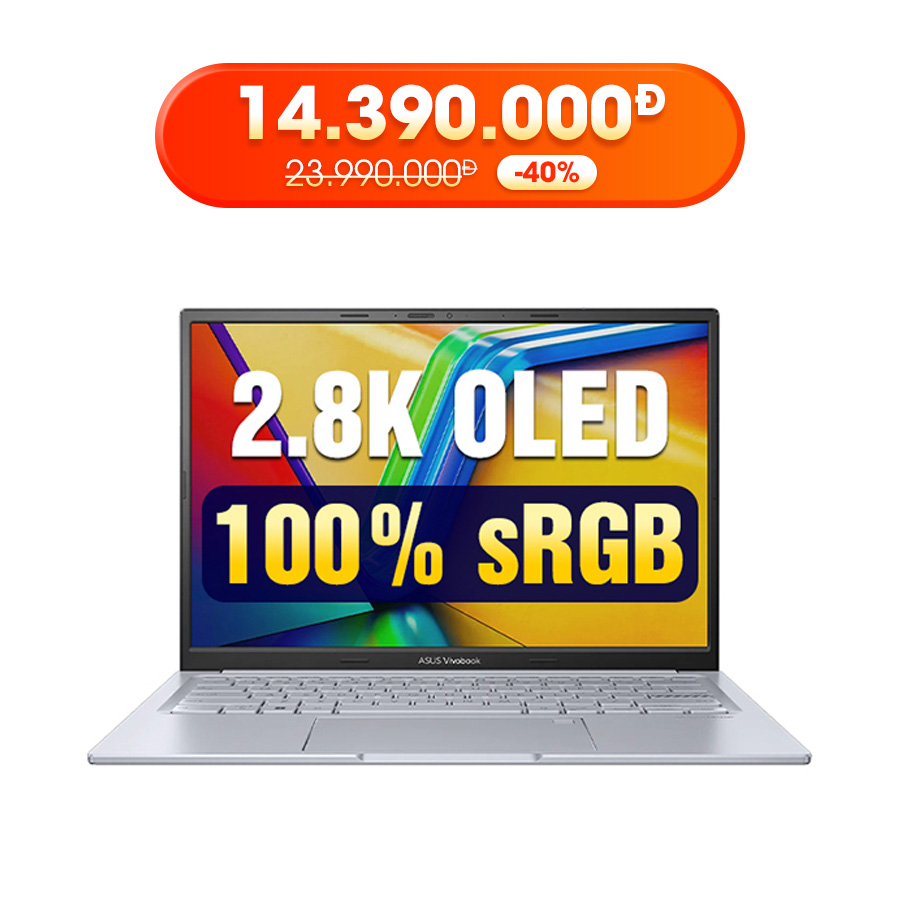 14.390.000Đ
23.990.000Đ -40%
2.8K OLED
100% sRGB
ASUS Vivobook